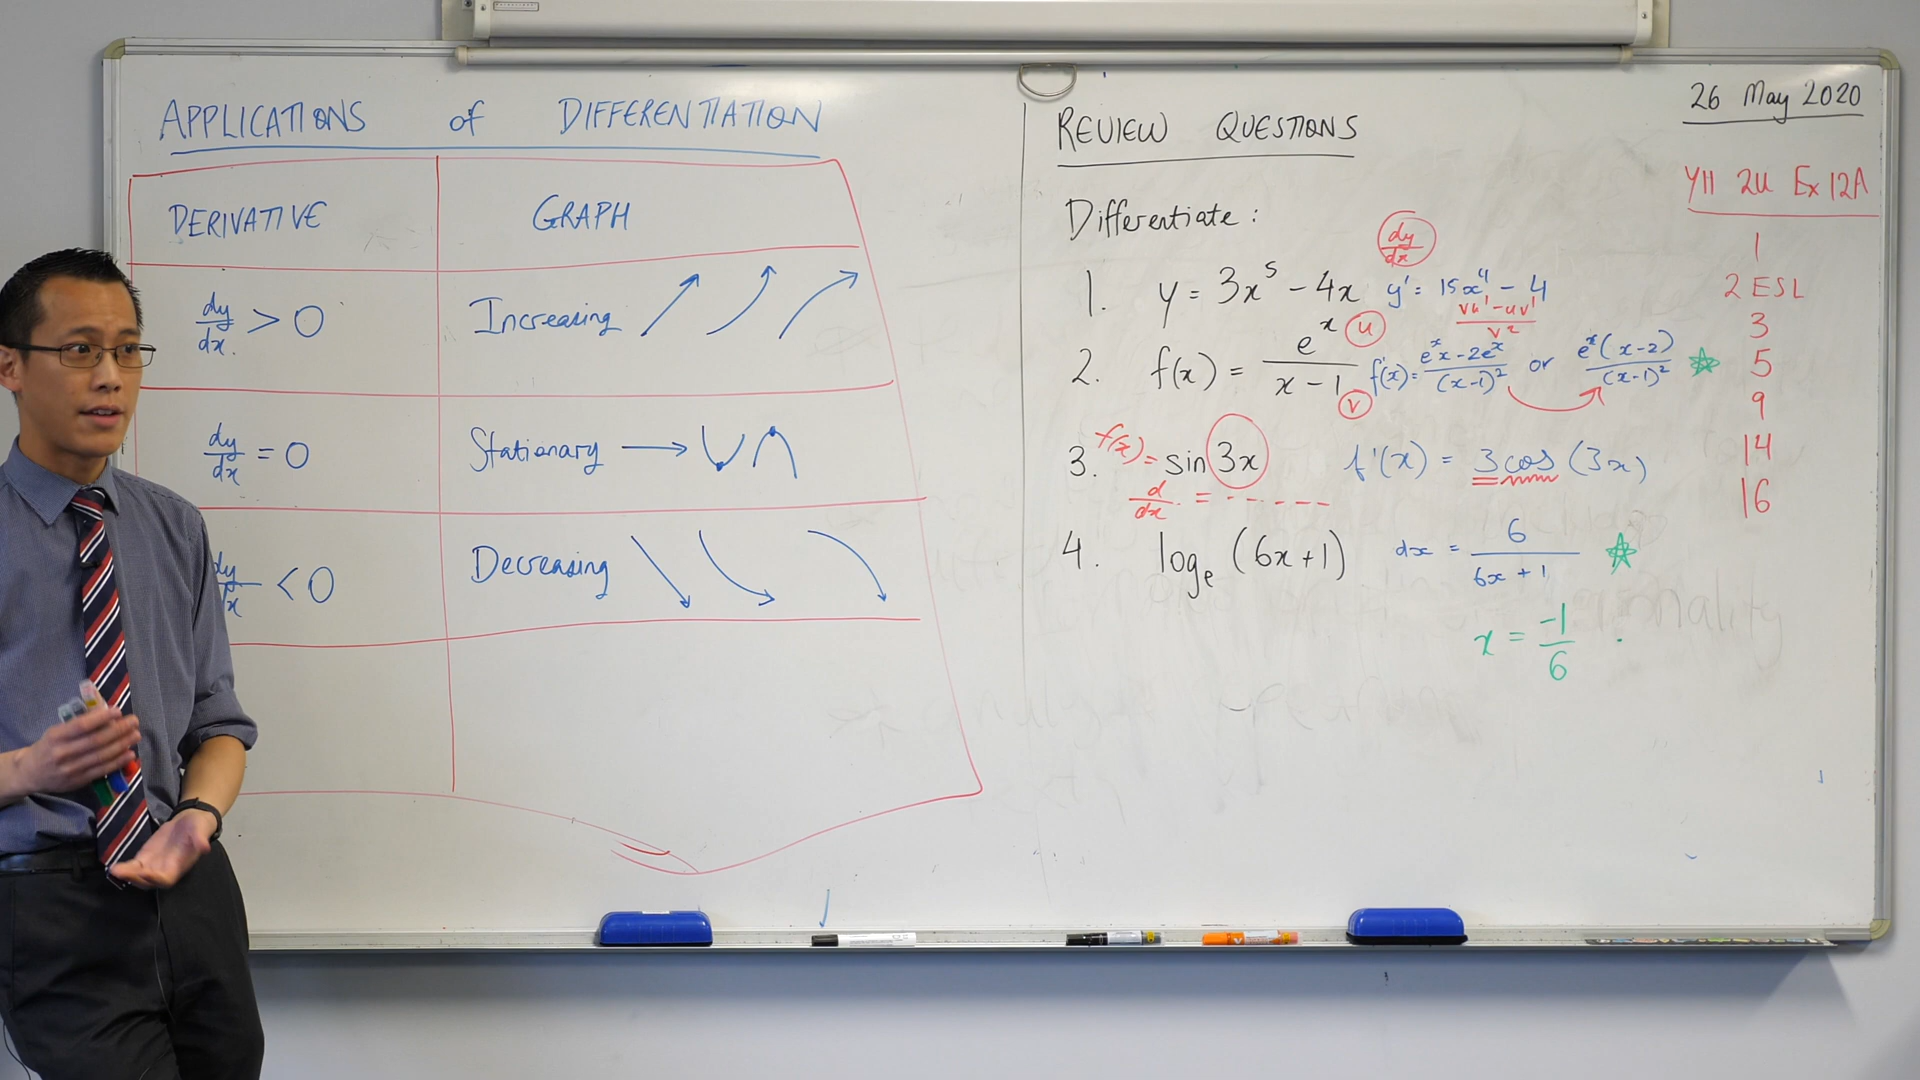 APPLICATIONS of DIFFERENTIATION
DERIVATIVE GRAPH
dy/dx > 0 Increasing
dy/dx = 0 Stationary →
dy/dx < 0 Decreasing
REVIEW QUESTIONS
Differentiate :
dy/dx
1. y = 3x⁵ - 4x y' = 15x⁴ - 4
vu' - uv' / v²
2. f(x) = eˣ / x - 1 f'(x) = eˣx - 2eˣ / (x-1)² or eˣ(x-2) / (x-1)²
u
v
3. f(x) = sin 3x f'(x) = 3cos (3x)
d/dx = - - - - - -
4. logₑ (6x+1) dx = 6 / 6x + 1
x = -1/6
26 May 2020
Y11 2U Ex 12A
1
2 ESL
3
5
9
14
16